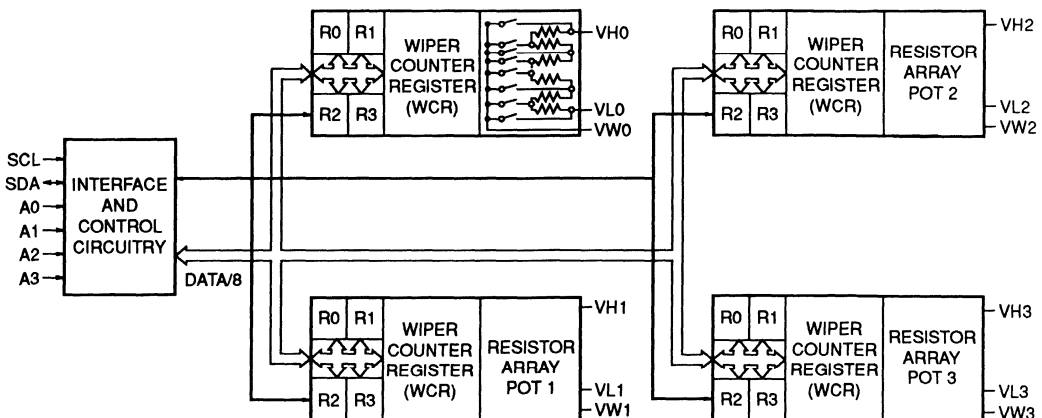 SCL
SDA
A0
A1
A2
A3
INTERFACE
AND
CONTROL
CIRCUITRY
DATA/8
R0 R1
R2 R3
WIPER
COUNTER
REGISTER
(WCR)
VH0
VL0
VW0
R0 R1
R2 R3
WIPER
COUNTER
REGISTER
(WCR)
RESISTOR
ARRAY
POT 2
VH2
VL2
VW2
R0 R1
R2 R3
WIPER
COUNTER
REGISTER
(WCR)
RESISTOR
ARRAY
POT 1
VH1
VL1
VW1
R0 R1
R2 R3
WIPER
COUNTER
REGISTER
(WCR)
RESISTOR
ARRAY
POT 3
VH3
VL3
VW3